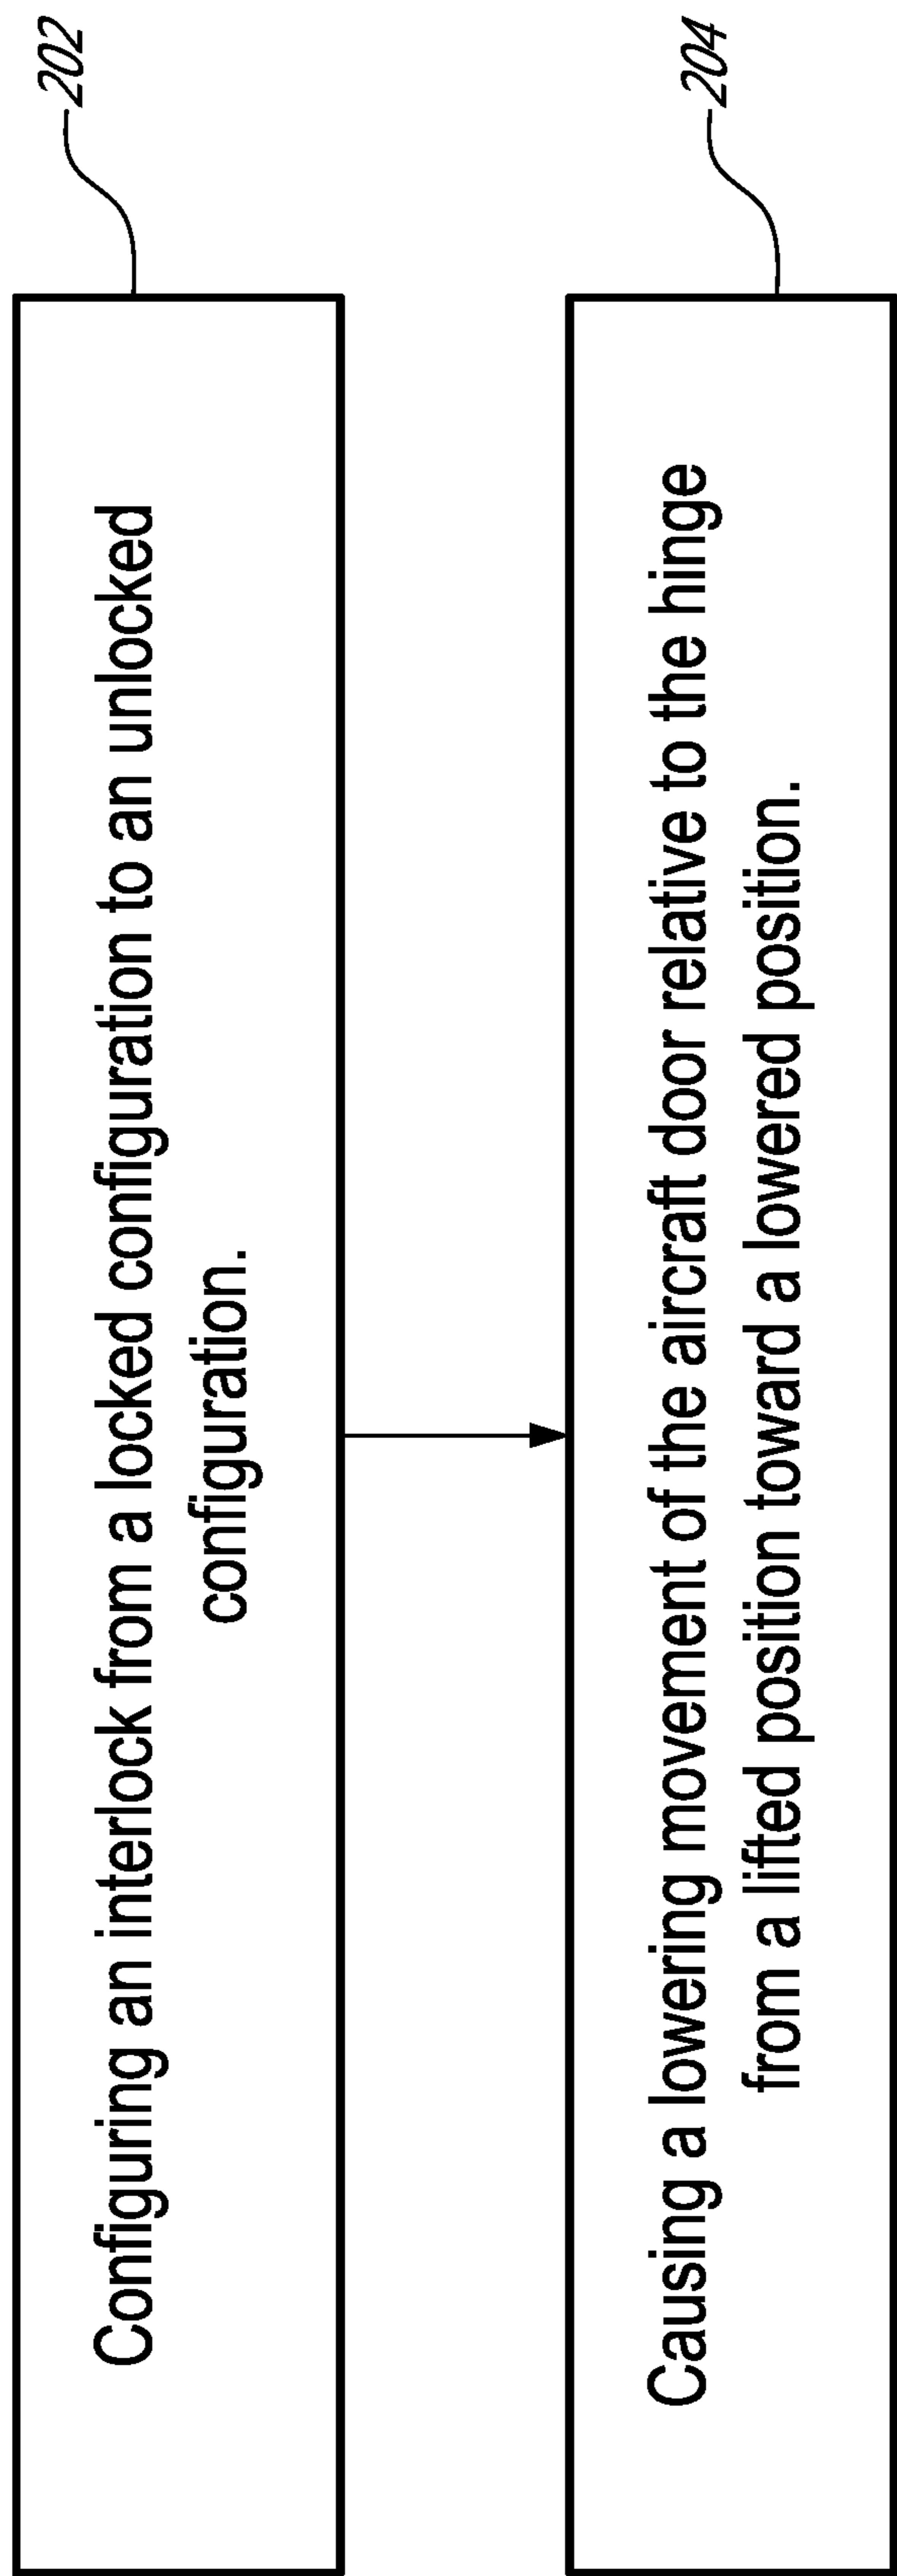 202
Configuring an interlock from a locked configuration to an unlocked
configuration.
204
Causing a lowering movement of the aircraft door relative to the hinge
from a lifted position toward a lowered position.